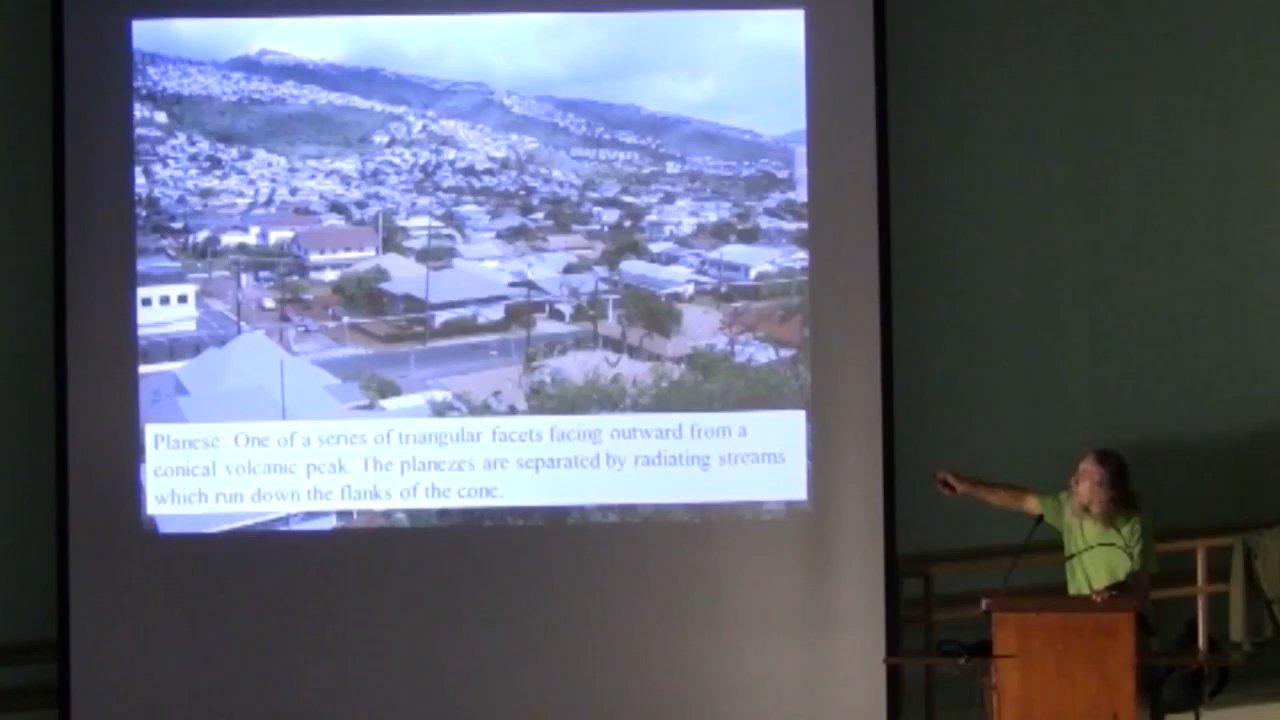 Planese: One of a series of triangular facets facing outward from a
conical volcanic peak. The planezes are separated by radiating streams
which run down the flanks of the cone.